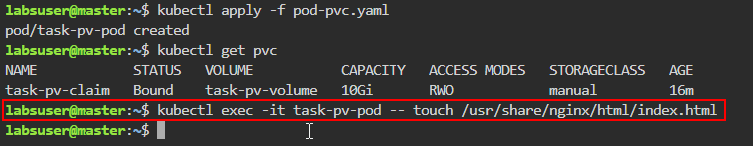 labsuser@master:~$ kubectl apply -f pod-pvc.yaml
pod/task-pv-pod created
labsuser@master:~$ kubectl get pvc
NAME STATUS VOLUME CAPACITY ACCESS MODES STORAGECLASS AGE
task-pv-claim Bound task-pv-volume 10Gi RWO manual 16m
labsuser@master:~$ kubectl exec -it task-pv-pod -- touch /usr/share/nginx/html/index.html
labsuser@master:~$